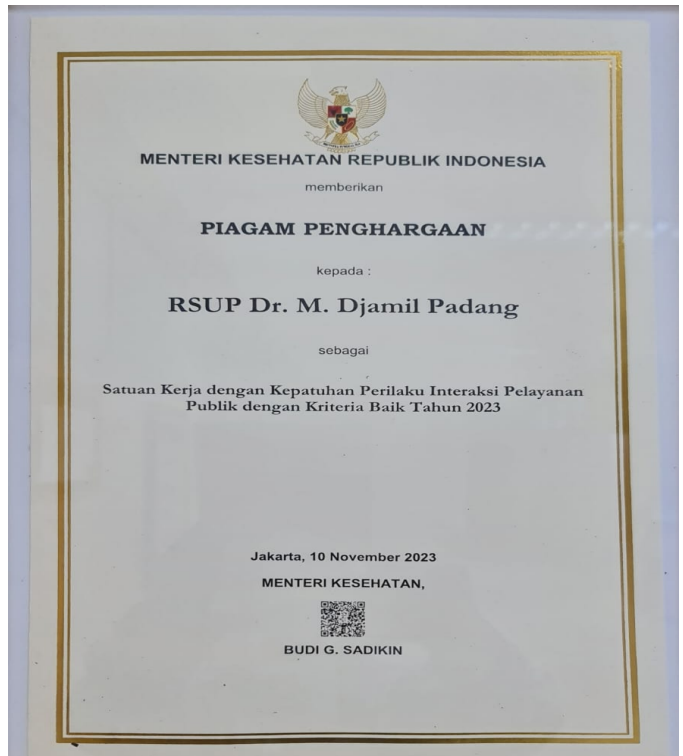 MENTERI KESEHATAN REPUBLIK INDONESIA
memberikan
PIAGAM PENGHARGAAN
kepada :
RSUP Dr. M. Djamil Padang
sebagai
Satuan Kerja dengan Kepatuhan Perilaku Interaksi Pelayanan
Publik dengan Kriteria Baik Tahun 2023
Jakarta, 10 November 2023
MENTERI KESEHATAN,
BUDI G. SADIKIN